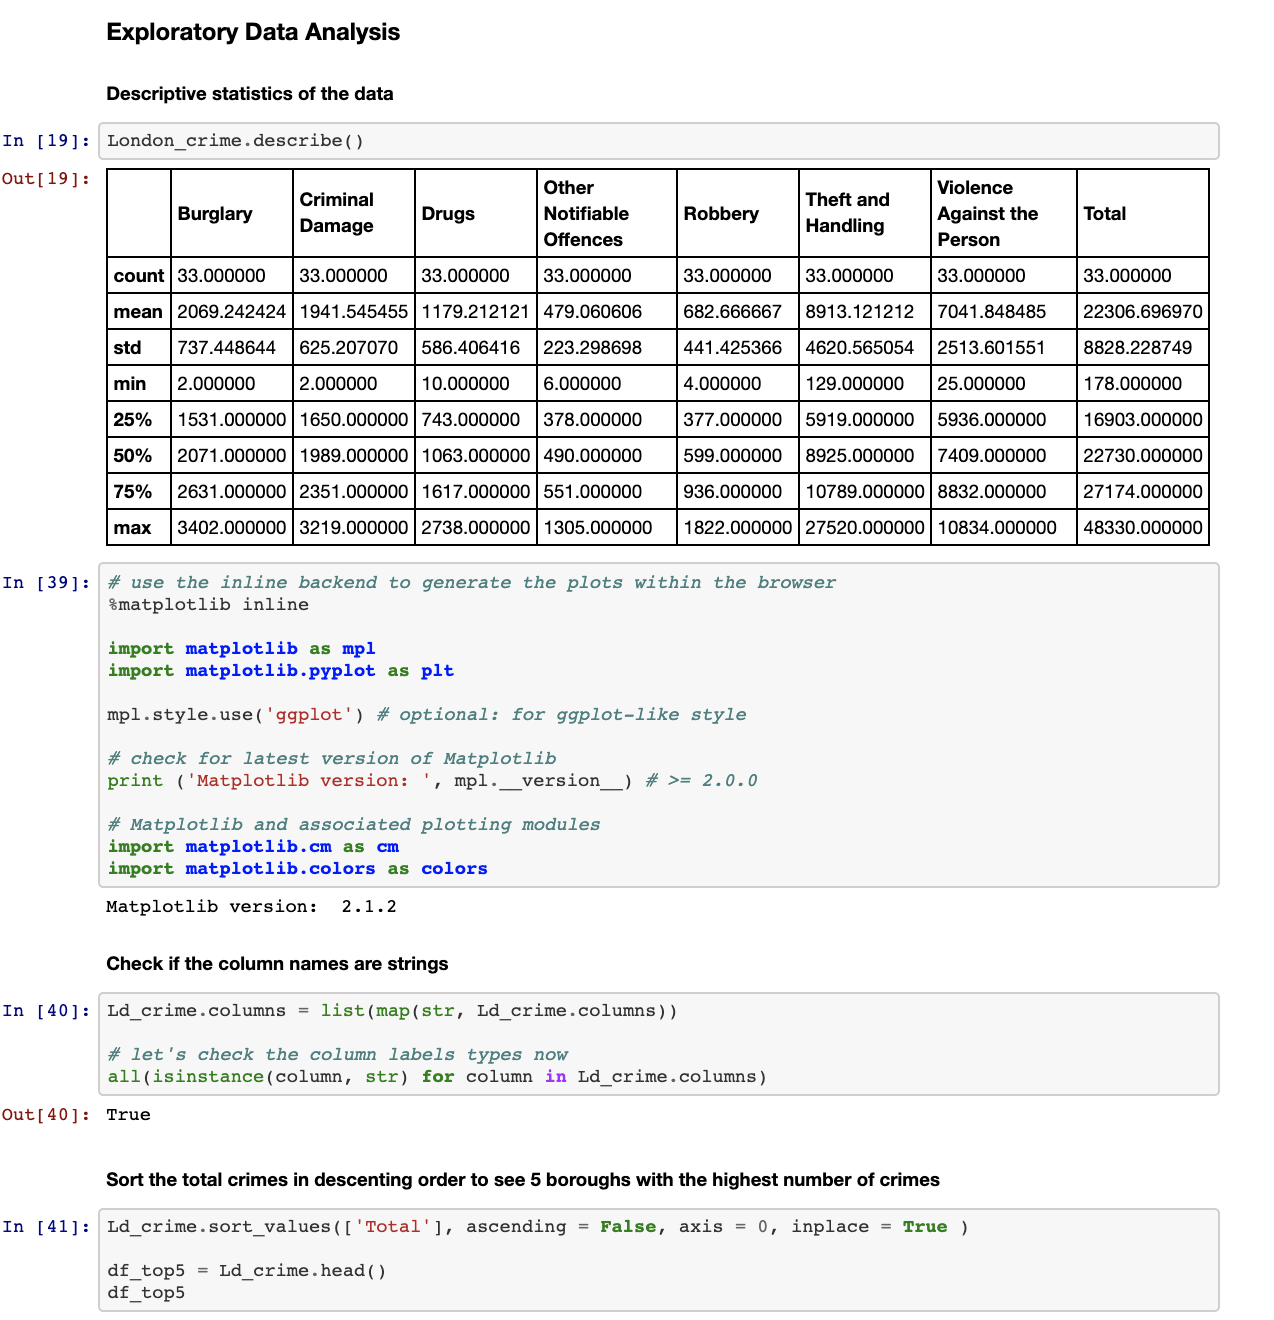 Exploratory Data Analysis
Descriptive statistics of the data
In [19]: London_crime.describe()
Out[19]:
Burglary Criminal Damage Drugs Other Notifiable Offences Robbery Theft and Handling Violence Against the Person Total
count 33.000000 33.000000 33.000000 33.000000 33.000000 33.000000 33.000000 33.000000
mean 2069.242424 1941.545455 1179.212121 479.060606 682.666667 8913.121212 7041.848485 22306.696970
std 737.448644 625.207070 586.406416 223.298698 441.425366 4620.565054 2513.601551 8828.228749
min 2.000000 2.000000 10.000000 6.000000 4.000000 129.000000 25.000000 178.000000
25% 1531.000000 1650.000000 743.000000 378.000000 377.000000 5919.000000 5936.000000 16903.000000
50% 2071.000000 1989.000000 1063.000000 490.000000 599.000000 8925.000000 7409.000000 22730.000000
75% 2631.000000 2351.000000 1617.000000 551.000000 936.000000 10789.000000 8832.000000 27174.000000
max 3402.000000 3219.000000 2738.000000 1305.000000 1822.000000 27520.000000 10834.000000 48330.000000
In [39]: # use the inline backend to generate the plots within the browser
%matplotlib inline
import matplotlib as mpl
import matplotlib.pyplot as plt
mpl.style.use('ggplot') # optional: for ggplot-like style
# check for latest version of Matplotlib
print ('Matplotlib version: ', mpl.__version__) # >= 2.0.0
# Matplotlib and associated plotting modules
import matplotlib.cm as cm
import matplotlib.colors as colors
Matplotlib version:  2.1.2
Check if the column names are strings
In [40]: Ld_crime.columns = list(map(str, Ld_crime.columns))
# let's check the column labels types now
all(isinstance(column, str) for column in Ld_crime.columns)
Out[40]: True
Sort the total crimes in descenting order to see 5 boroughs with the highest number of crimes
In [41]: Ld_crime.sort_values(['Total'], ascending = False, axis = 0, inplace = True )
df_top5 = Ld_crime.head()
df_top5